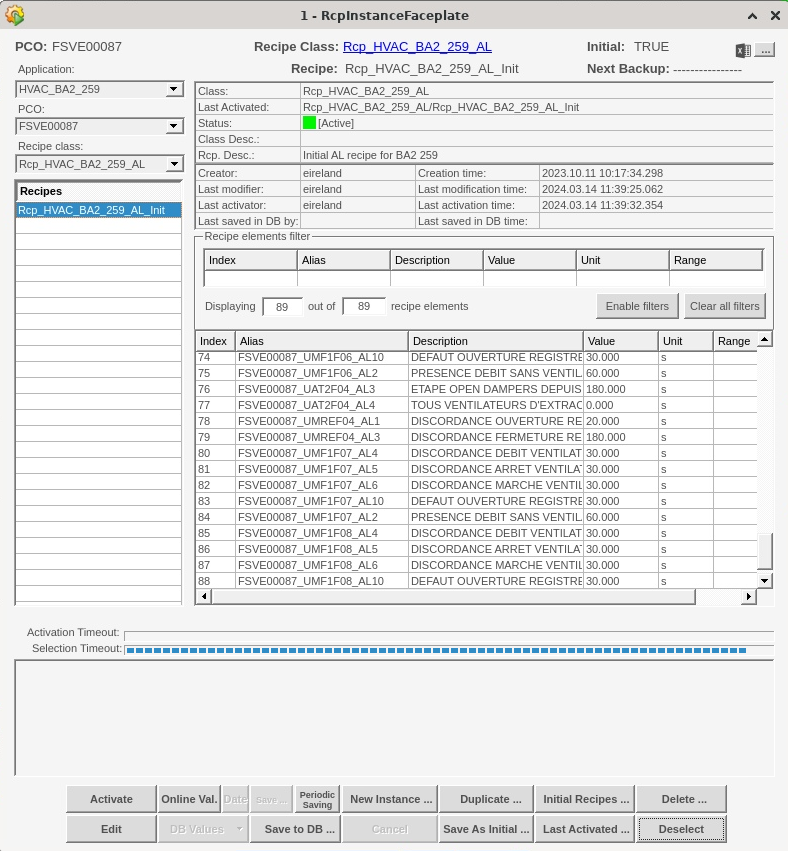 1 - RcpInstanceFaceplate
PCO: FSVE00087 Recipe Class: Rcp_HVAC_BA2_259_AL Initial: TRUE
Recipe: Rcp_HVAC_BA2_259_AL_Init Next Backup: ----------------
...
Application:
HVAC_BA2_259
PCO:
FSVE00087
Recipe class:
Rcp_HVAC_BA2_259_AL
Recipes
Rcp_HVAC_BA2_259_AL_Init
Class: Rcp_HVAC_BA2_259_AL
Last Activated: Rcp_HVAC_BA2_259_AL/Rcp_HVAC_BA2_259_AL_Init
Status: [Active]
Class Desc.:
Rcp. Desc.: Initial AL recipe for BA2 259
Creator: eireland Creation time: 2023.10.11 10:17:34.298
Last modifier: eireland Last modification time: 2024.03.14 11:39:25.062
Last activator: eireland Last activation time: 2024.03.14 11:39:32.354
Last saved in DB by: Last saved in DB time:
Recipe elements filter
Index Alias Description Value Unit Range
Displaying 89 out of 89 recipe elements Enable filters Clear all filters
Index Alias Description Value Unit Range
74 FSVE00087_UMF1F06_AL10 DEFAUT OUVERTURE REGISTRE 30.000 s
75 FSVE00087_UMF1F06_AL2 PRESENCE DEBIT SANS VENTIL 60.000 s
76 FSVE00087_UAT2F04_AL3 ETAPE OPEN DAMPERS DEPUIS 180.000 s
77 FSVE00087_UAT2F04_AL4 TOUS VENTILATEURS D'EXTRAC 0.000 s
78 FSVE00087_UMREF04_AL1 DISCORDANCE OUVERTURE RE 20.000 s
79 FSVE00087_UMREF04_AL3 DISCORDANCE FERMETURE RE 180.000 s
80 FSVE00087_UMF1F07_AL4 DISCORDANCE DEBIT VENTILAT 30.000 s
81 FSVE00087_UMF1F07_AL5 DISCORDANCE ARRET VENTILA 30.000 s
82 FSVE00087_UMF1F07_AL6 DISCORDANCE MARCHE VENTIL 30.000 s
83 FSVE00087_UMF1F07_AL10 DEFAUT OUVERTURE REGISTRE 30.000 s
84 FSVE00087_UMF1F07_AL2 PRESENCE DEBIT SANS VENTIL 60.000 s
85 FSVE00087_UMF1F08_AL4 DISCORDANCE DEBIT VENTILAT 30.000 s
86 FSVE00087_UMF1F08_AL5 DISCORDANCE ARRET VENTILA 30.000 s
87 FSVE00087_UMF1F08_AL6 DISCORDANCE MARCHE VENTIL 30.000 s
88 FSVE00087_UMF1F08_AL10 DEFAUT OUVERTURE REGISTRE 30.000 s
Activation Timeout:
Selection Timeout:
Activate Online Val. Date Save ... Periodic Saving New Instance ... Duplicate ... Initial Recipes ... Delete ...
Edit DB Values Save to DB ... Cancel Save As Initial ... Last Activated ... Deselect